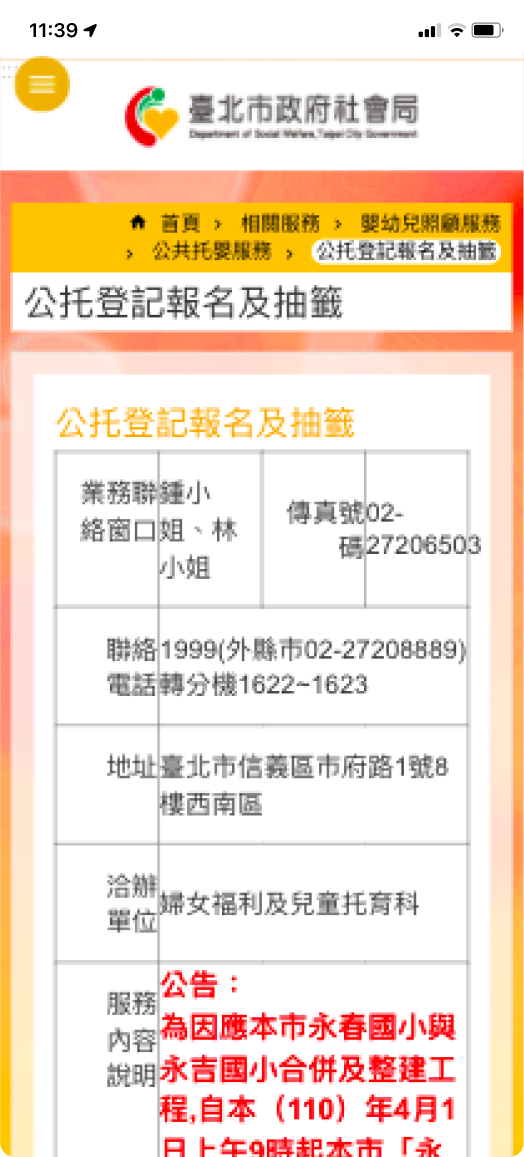 11:39
臺北市政府社會局
Department of Social Welfare, Taipei City Government
首頁 › 相關服務 › 嬰幼兒照顧服務
› 公共托嬰服務 › 公托登記報名及抽籤
公托登記報名及抽籤
公托登記報名及抽籤
業務聯
絡窗口
鍾小
姐、林
小姐
傳真號
碼
02-
27206503
聯絡
電話
1999(外縣市02-27208889)
轉分機1622~1623
地址
臺北市信義區市府路1號8
樓西南區
洽辦
單位
婦女福利及兒童托育科
服務
內容
說明
公告：
為因應本市永春國小與
永吉國小合併及整建工
程,自本（110）年4月1
日上午9時起本市「永